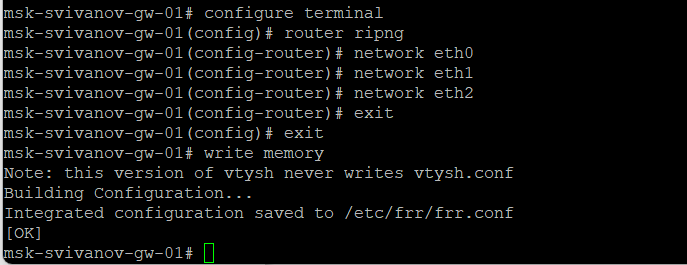 msk-svivanov-gw-01# configure terminal
msk-svivanov-gw-01(config)# router ripng
msk-svivanov-gw-01(config-router)# network eth0
msk-svivanov-gw-01(config-router)# network eth1
msk-svivanov-gw-01(config-router)# network eth2
msk-svivanov-gw-01(config-router)# exit
msk-svivanov-gw-01(config)# exit
msk-svivanov-gw-01# write memory
Note: this version of vtysh never writes vtysh.conf
Building Configuration...
Integrated configuration saved to /etc/frr/frr.conf
[OK]
msk-svivanov-gw-01#